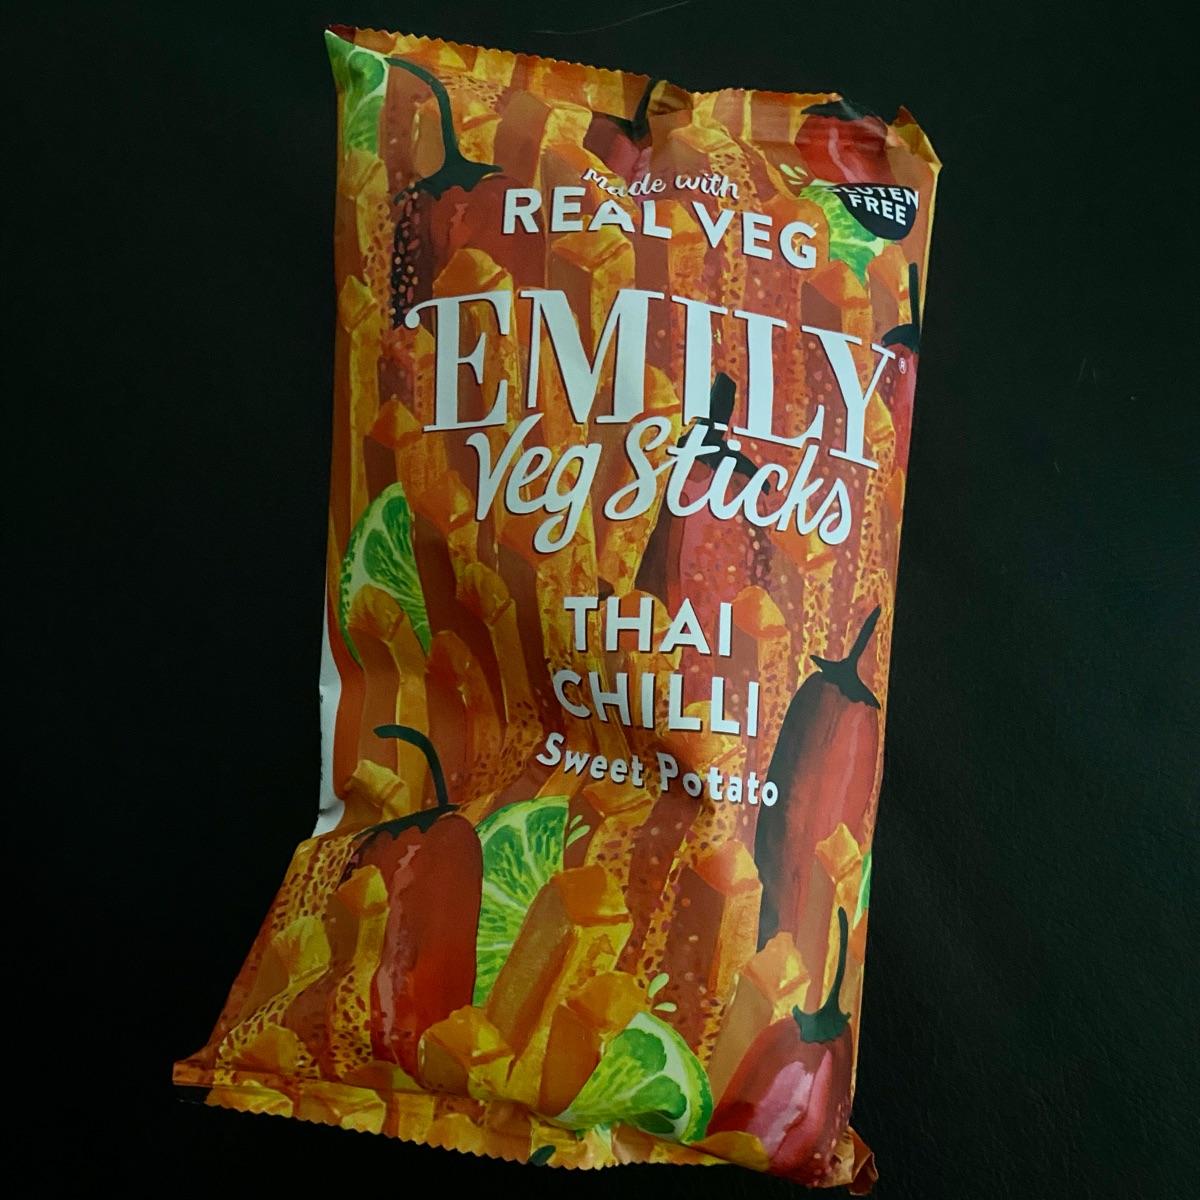 made with
REAL VEG
GLUTEN
FREE
EMILY®
Veg Sticks
THAI
CHILLI
Sweet Potato